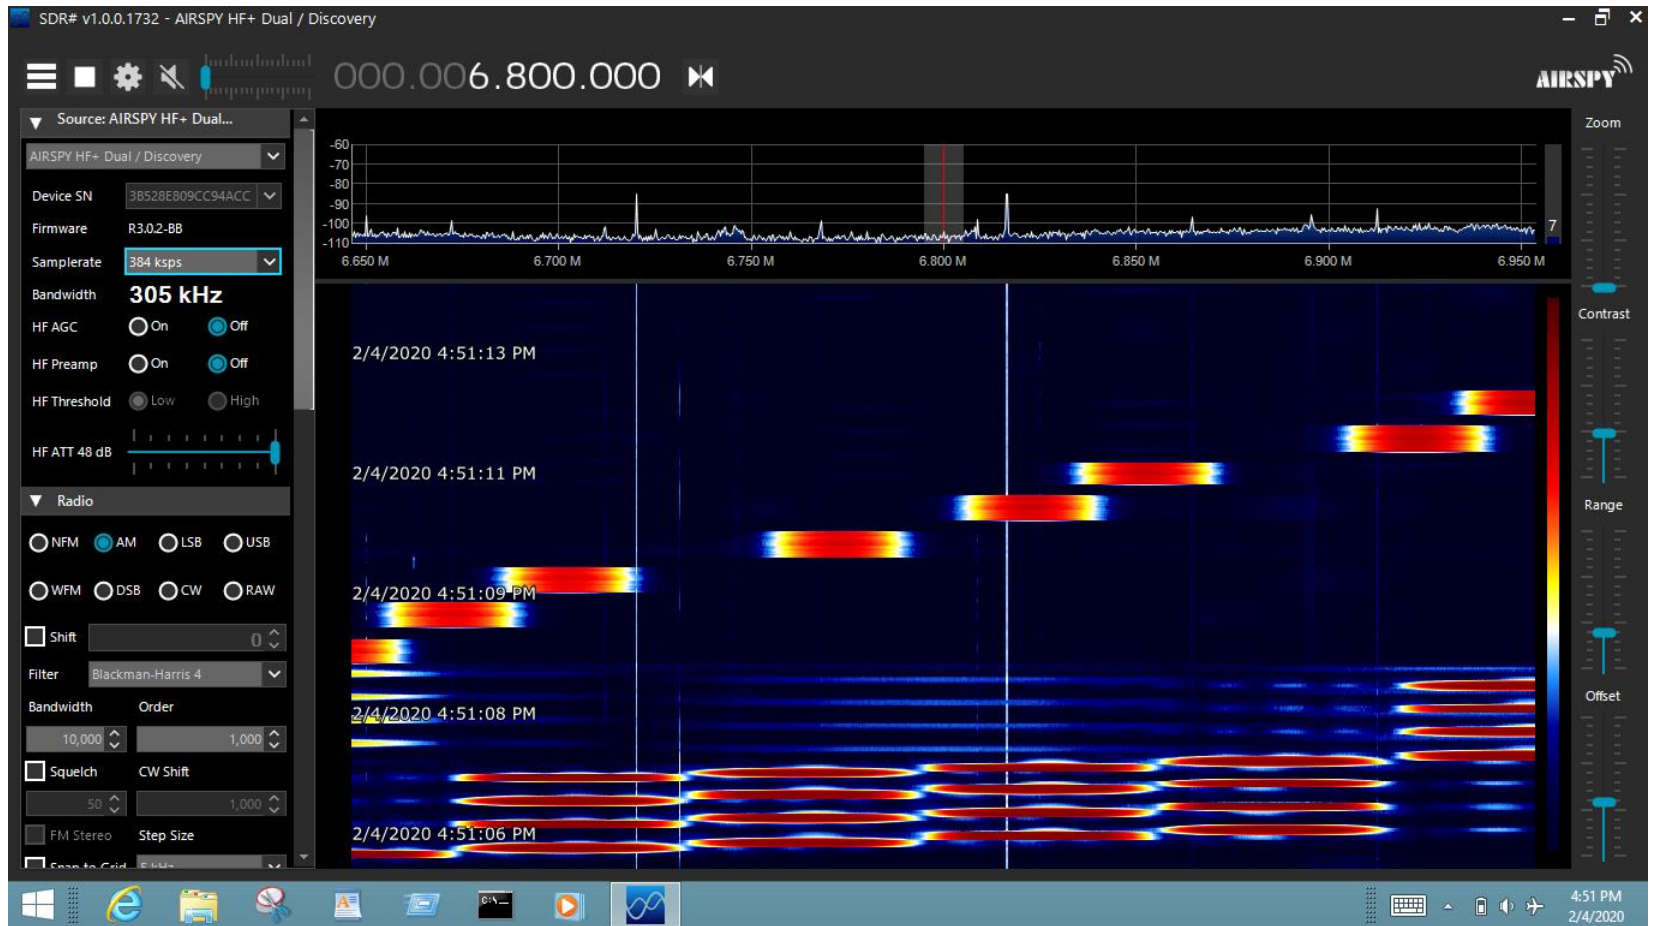 SDR# v1.0.0.1732 - AIRSPY HF+ Dual / Discovery
000.006.800.000
AIRSPY
Source: AIRSPY HF+ Dual...
AIRSPY HF+ Dual / Discovery
Device SN 3B528E809CC94ACC
Firmware R3.0.2-BB
Samplerate 384 ksps
Bandwidth 305 kHz
HF AGC On Off
HF Preamp On Off
HF Threshold Low High
HF ATT 48 dB
Radio
NFM AM LSB USB
WFM DSB CW RAW
Shift 0
Filter Blackman-Harris 4
Bandwidth Order
10,000 1,000
Squelch CW Shift
50 1,000
FM Stereo Step Size
Snap to Grid 5 kHz
-60
-70
-80
-90
-100
-110
7
6.650 M 6.700 M 6.750 M 6.800 M 6.850 M 6.900 M 6.950 M
2/4/2020 4:51:13 PM
2/4/2020 4:51:11 PM
2/4/2020 4:51:09 PM
2/4/2020 4:51:08 PM
2/4/2020 4:51:06 PM
Zoom
Contrast
Range
Offset
C:\_
4:51 PM
2/4/2020